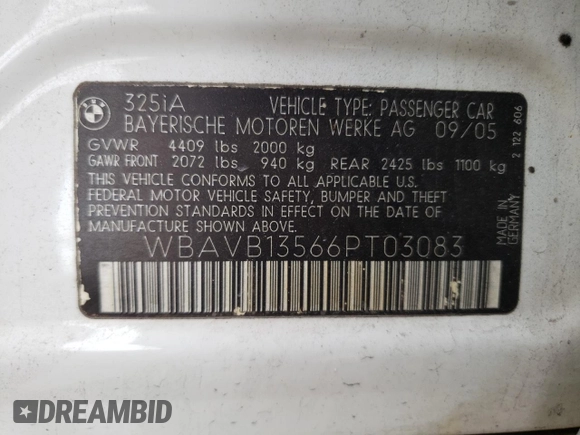 BMW
325iA VEHICLE TYPE: PASSENGER CAR
BAYERISCHE MOTOREN WERKE AG 09/05
GVWR 4409 lbs 2000 kg
GAWR FRONT 2072 lbs 940 kg REAR 2425 lbs 1100 kg
THIS VEHICLE CONFORMS TO ALL APPLICABLE U.S.
FEDERAL MOTOR VEHICLE SAFETY, BUMPER AND THEFT
PREVENTION STANDARDS IN EFFECT ON THE DATE OF
MANUFACTURE SHOWN ABOVE.
WBAVB13566PT03083
2 122 606
MADE IN
GERMANY
DREAMBID